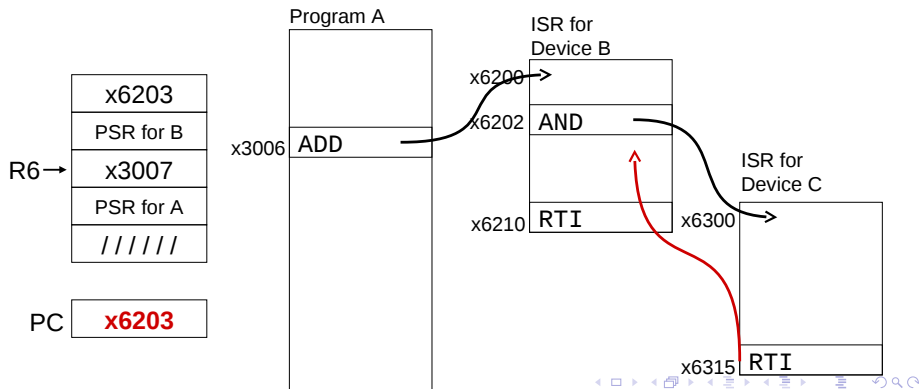 Program A
ISR for
Device B
x6200
x6203
PSR for B
x6202 AND
x3006 ADD
R6 x3007
ISR for
Device C
PSR for A
x6210 RTI
x6300
//////
PC x6203
x6315 RTI